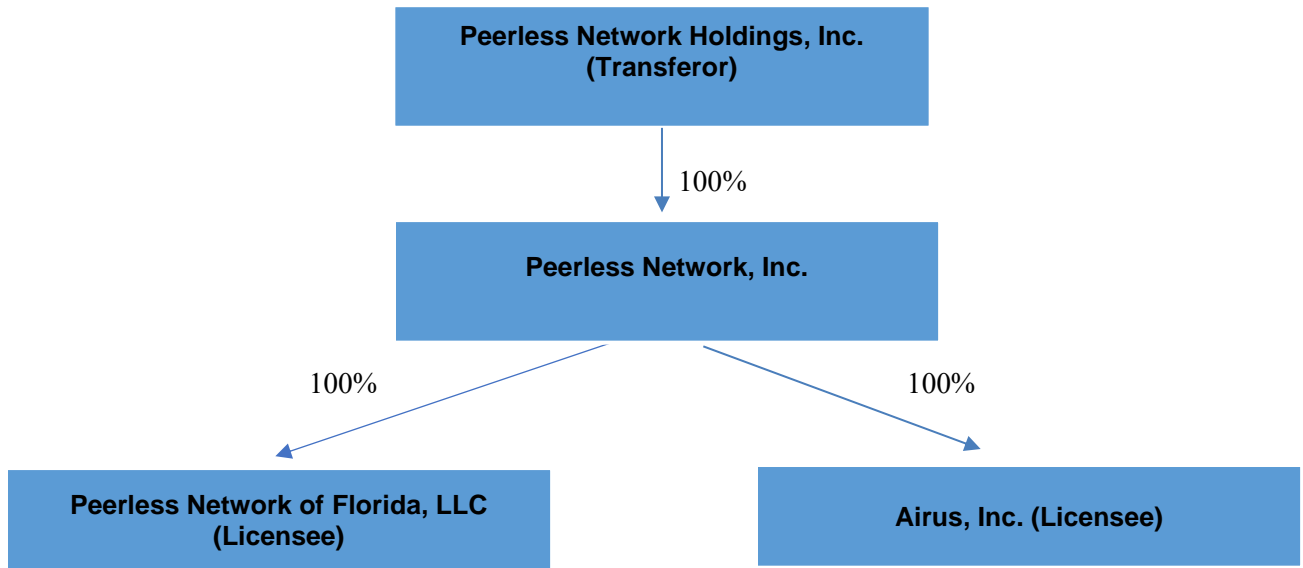 Peerless Network Holdings, Inc.
(Transferor)
100%
Peerless Network, Inc.
100%
100%
Peerless Network of Florida, LLC
(Licensee)
Airus, Inc. (Licensee)